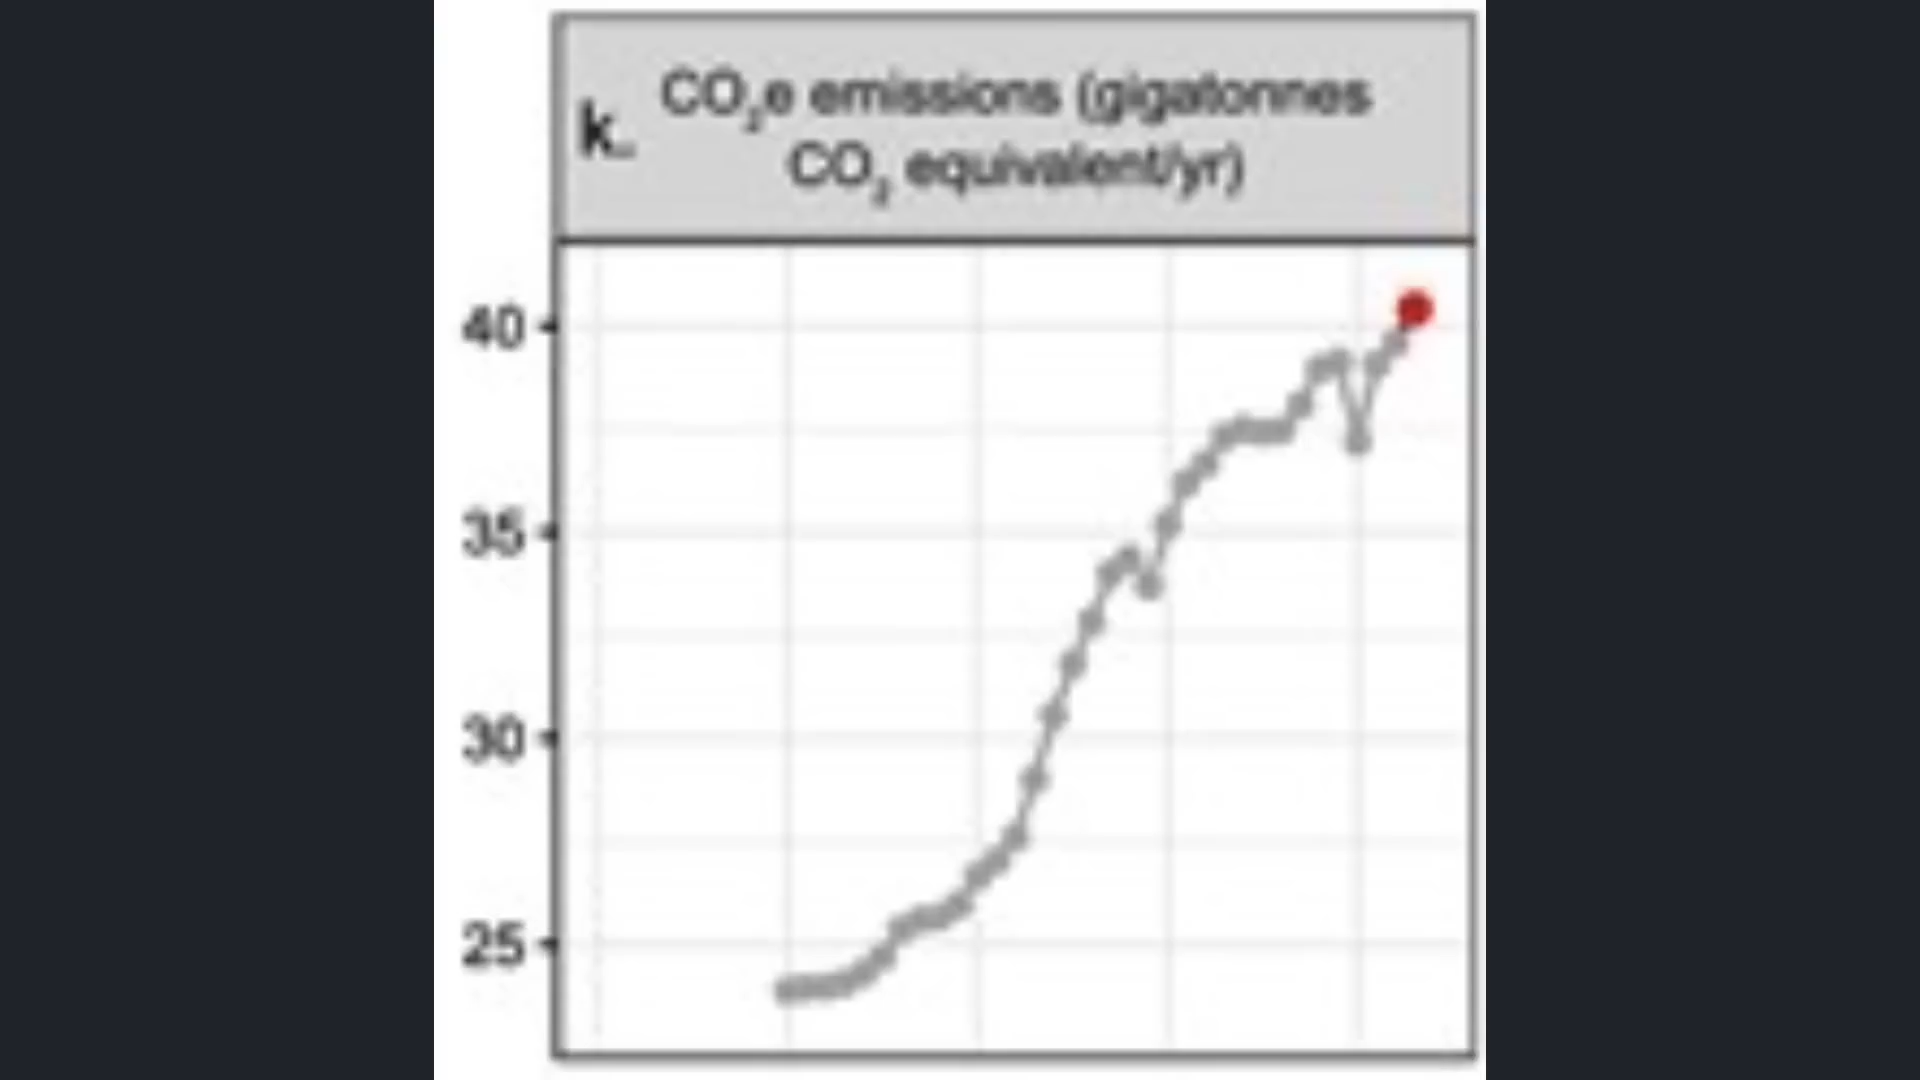 k. CO₂e emissions (gigatonnes
CO₂ equivalent/yr)
40
35
30
25